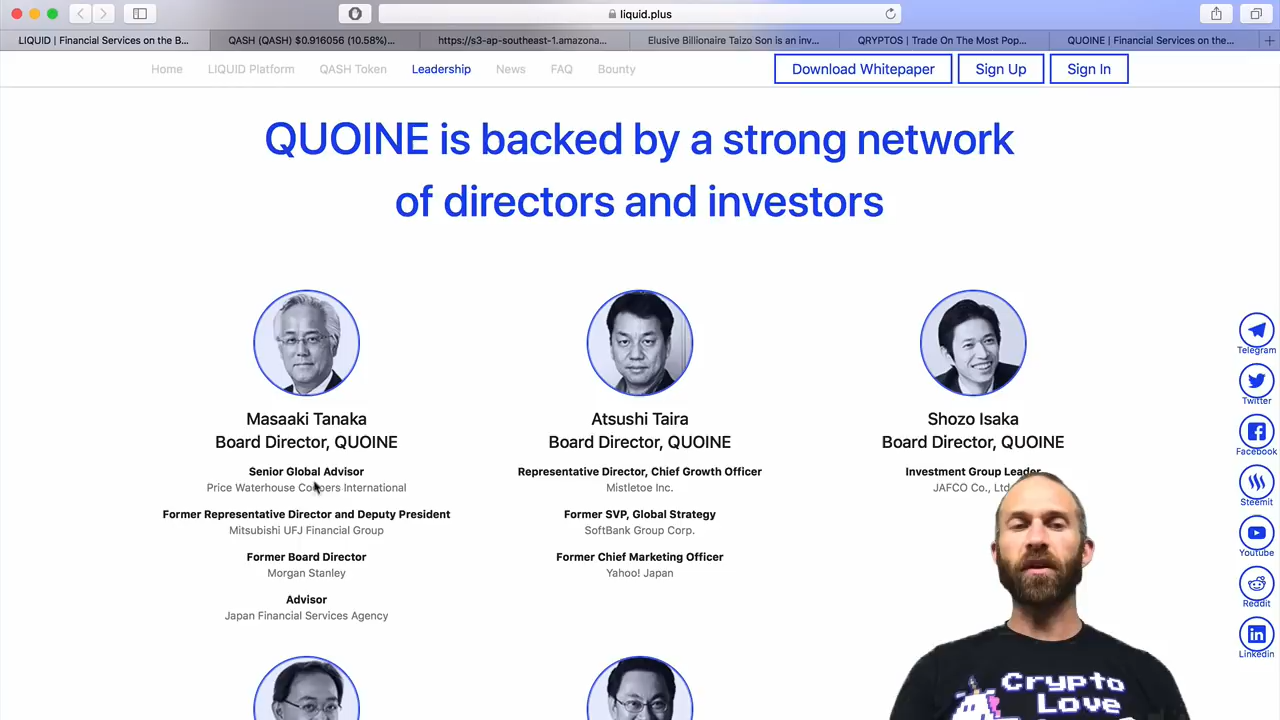 liquid.plus
LIQUID | Financial Services on the B...
QASH (QASH) $0.916056 (10.58%)...
https://s3-ap-southeast-1.amazona...
Elusive Billionaire Taizo Son is an inv...
QRYPTOS | Trade On The Most Pop...
QUOINE | Financial Services on the...
Home
LIQUID Platform
QASH Token
Leadership
News
FAQ
Bounty
Download Whitepaper
Sign Up
Sign In
QUOINE is backed by a strong network
of directors and investors
Masaaki Tanaka
Board Director, QUOINE
Senior Global Advisor
Price Waterhouse Coopers International
Former Representative Director and Deputy President
Mitsubishi UFJ Financial Group
Former Board Director
Morgan Stanley
Advisor
Japan Financial Services Agency
Atsushi Taira
Board Director, QUOINE
Representative Director, Chief Growth Officer
Mistletoe Inc.
Former SVP, Global Strategy
SoftBank Group Corp.
Former Chief Marketing Officer
Yahoo! Japan
Shozo Isaka
Board Director, QUOINE
Investment Group Leader
JAFCO Co., Ltd
Telegram
Twitter
Facebook
Steemit
Youtube
Reddit
Linkedin
Crypto
Love